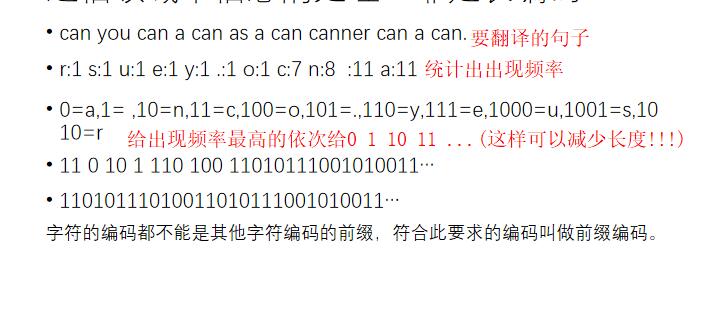 • can you can a can as a can canner can a can. 要翻译的句子
• r:1 s:1 u:1 e:1 y:1 .:1 o:1 c:7 n:8  :11 a:11 统计出出现频率
• 0=a,1= ,10=n,11=c,100=o,101=.,110=y,111=e,1000=u,1001=s,10
10=r 给出现频率最高的依次给0 1 10 11 ...(这样可以减少长度!!!)
• 11 0 10 1 110 100 11010111001010011…
• 11010111010011010111001010011…
字符的编码都不能是其他字符编码的前缀，符合此要求的编码叫做前缀编码。